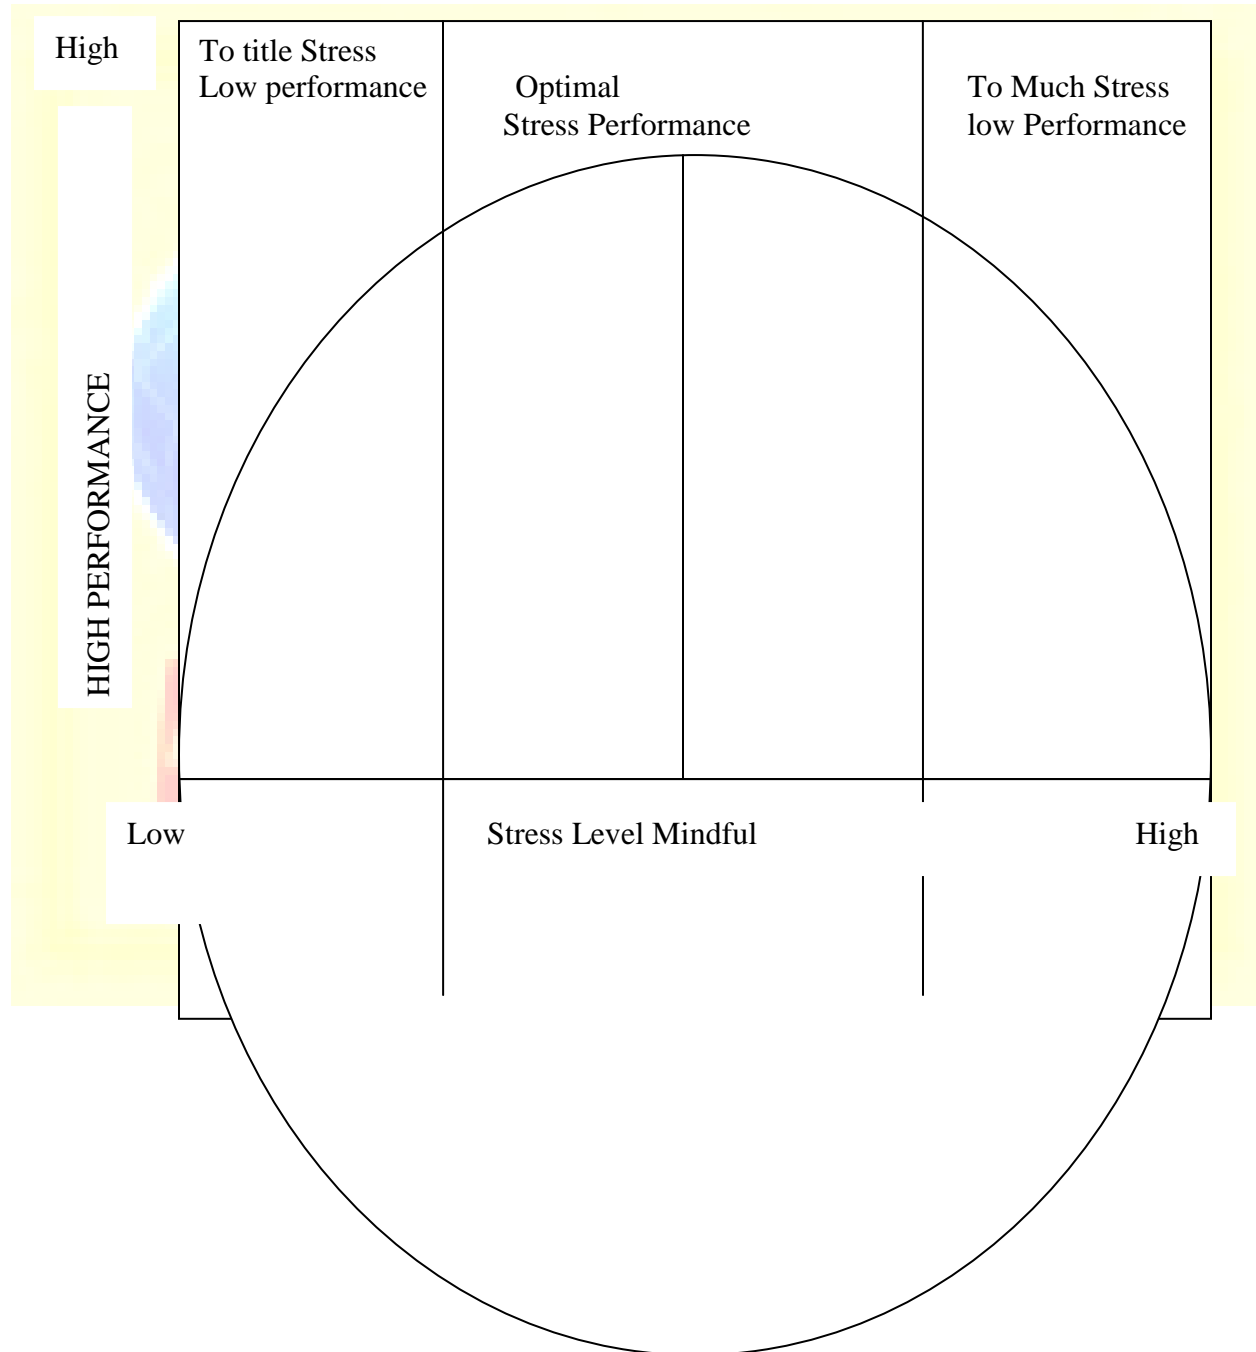 High
To title Stress
Low performance
Optimal
Stress Performance
To Much Stress
low Performance
HIGH PERFORMANCE
Low
Stress Level Mindful
High